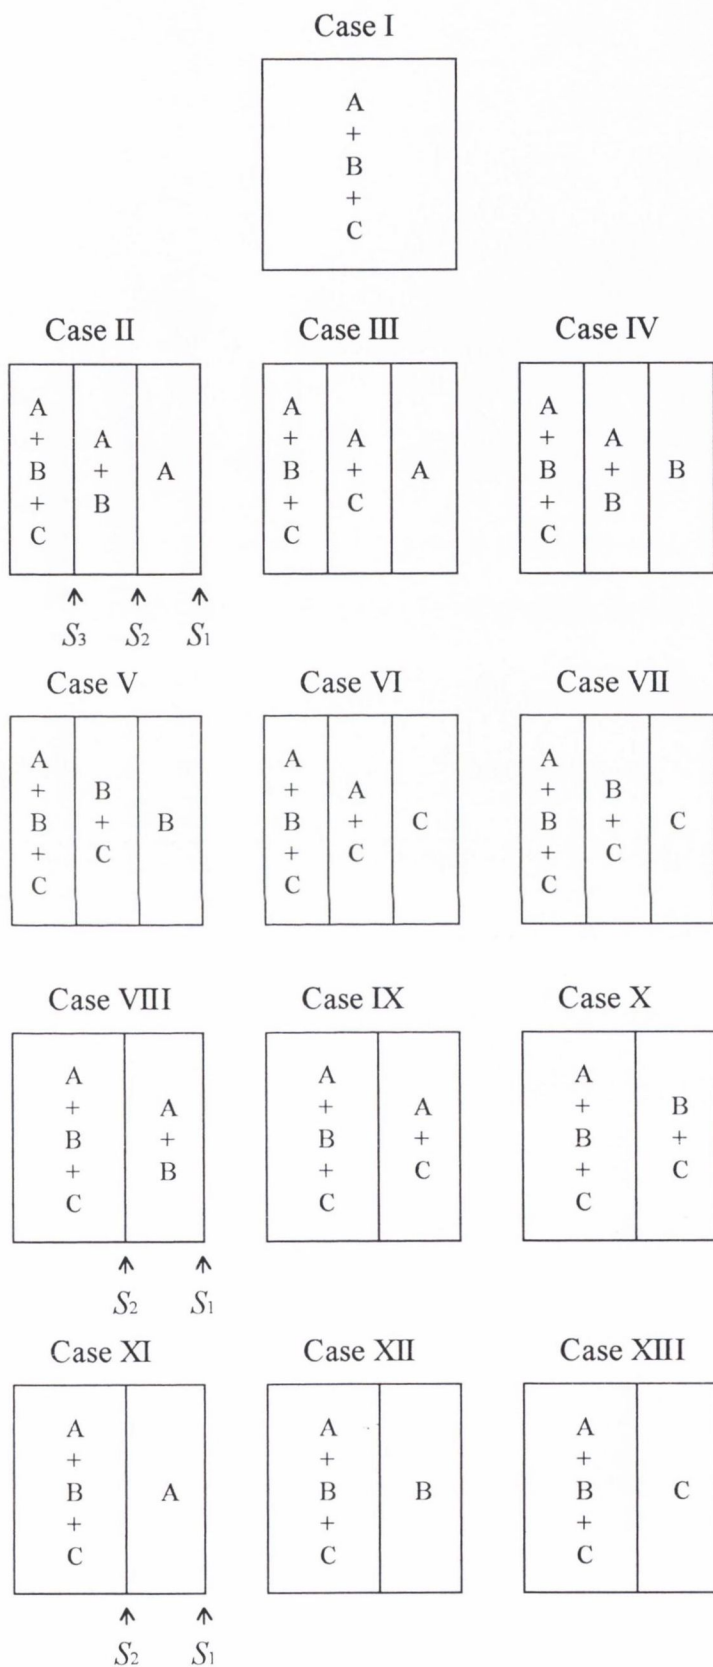 Case I
A
+
B
+
C
Case II
Case III
Case IV
A
+
B
+
C
A
+
B
A
A
+
B
+
C
A
+
C
A
A
+
B
+
C
A
+
B
B
S3
S2
S1
Case V
Case VI
Case VII
A
+
B
+
C
B
+
C
B
A
+
B
+
C
A
+
C
C
A
+
B
+
C
B
+
C
C
Case VIII
Case IX
Case X
A
+
B
+
C
A
+
B
A
+
B
+
C
A
+
C
A
+
B
+
C
B
+
C
S2
S1
Case XI
Case XII
Case XIII
A
+
B
+
C
A
A
+
B
+
C
B
A
+
B
+
C
C
S2
S1